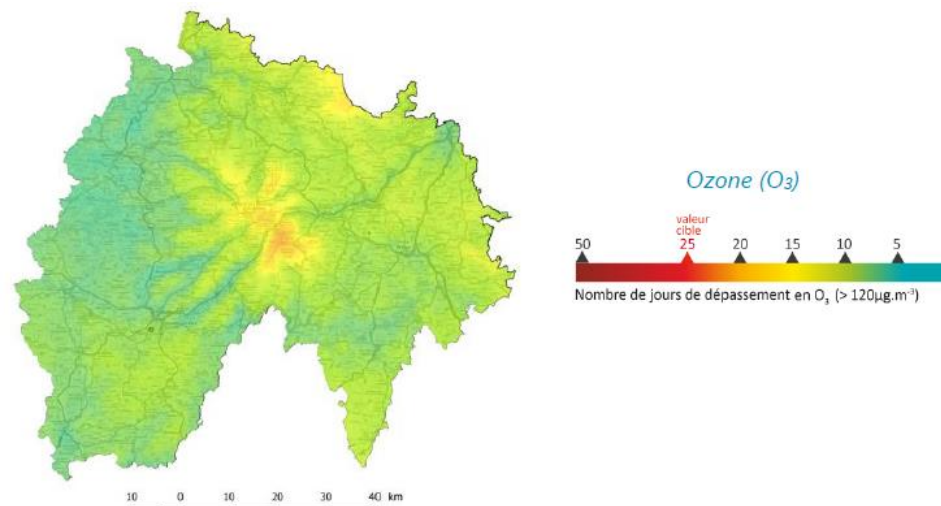 Ozone (O₃)
valeur
cible
50 25 20 15 10 5
Nombre de jours de dépassement en O₃ (> 120µg.m⁻³)
10 0 10 20 30 40 km